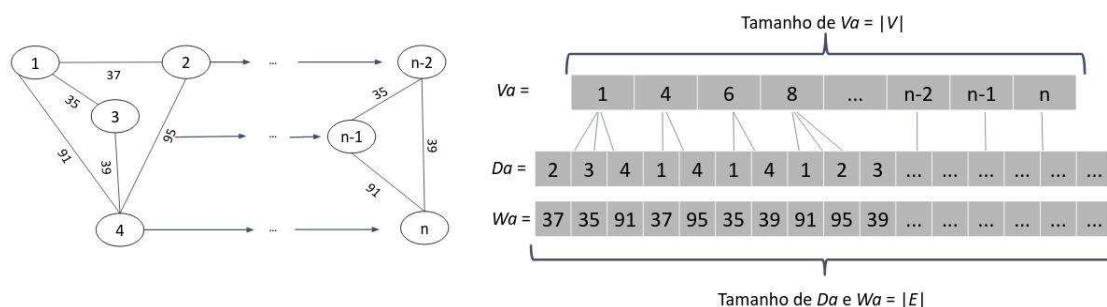 1
37
2
...
n-2
35
3
91
39
95
...
35
n-1
39
91
4
...
n
Tamanho de Va = |V|
Va = 1 4 6 8 ... n-2 n-1 n
Da = 2 3 4 1 4 1 4 1 2 3 ... ... ... ... ... ...
Wa = 37 35 91 37 95 35 39 91 95 39 ... ... ... ... ... ...
Tamanho de Da e Wa = |E|